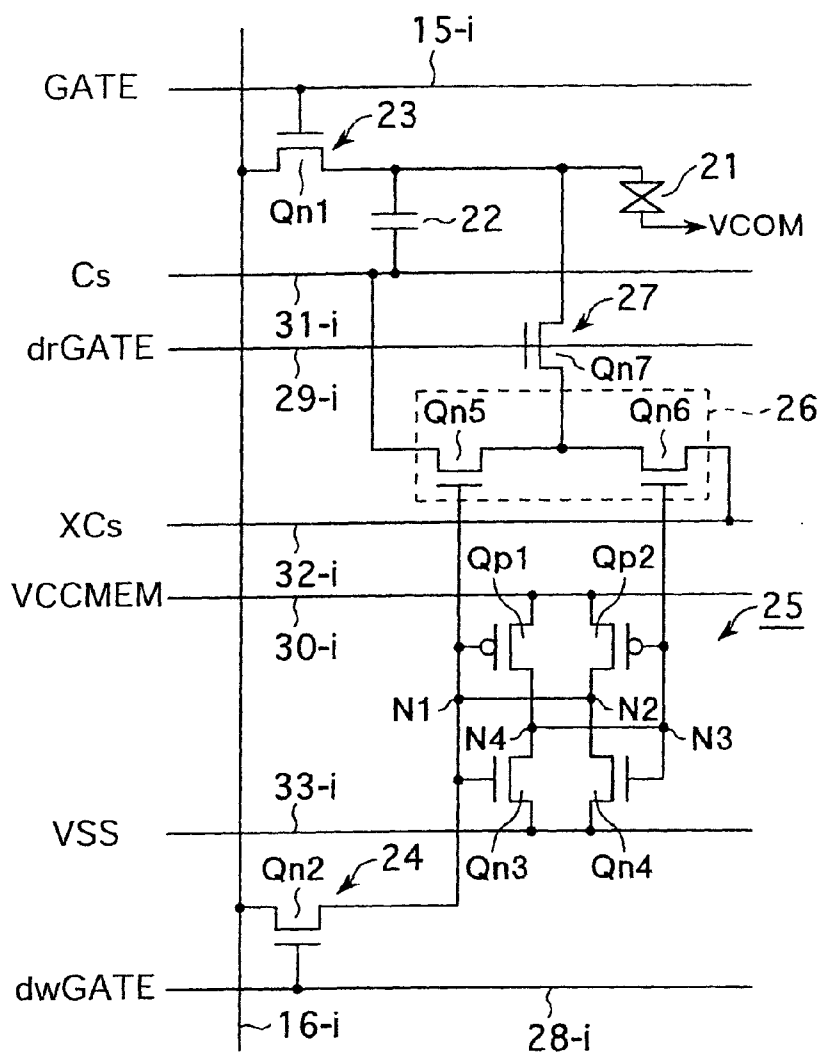 15-i
GATE
23
21
Qn1
22
VCOM
Cs
27
31-i
drGATE
Qn7
29-i
Qn5
Qn6
26
XCs
Qp1
Qp2
32-i
VCCMEM
25
30-i
N1
N2
N4
N3
33-i
VSS
Qn3
Qn4
Qn2
24
dwGATE
16-i
28-i